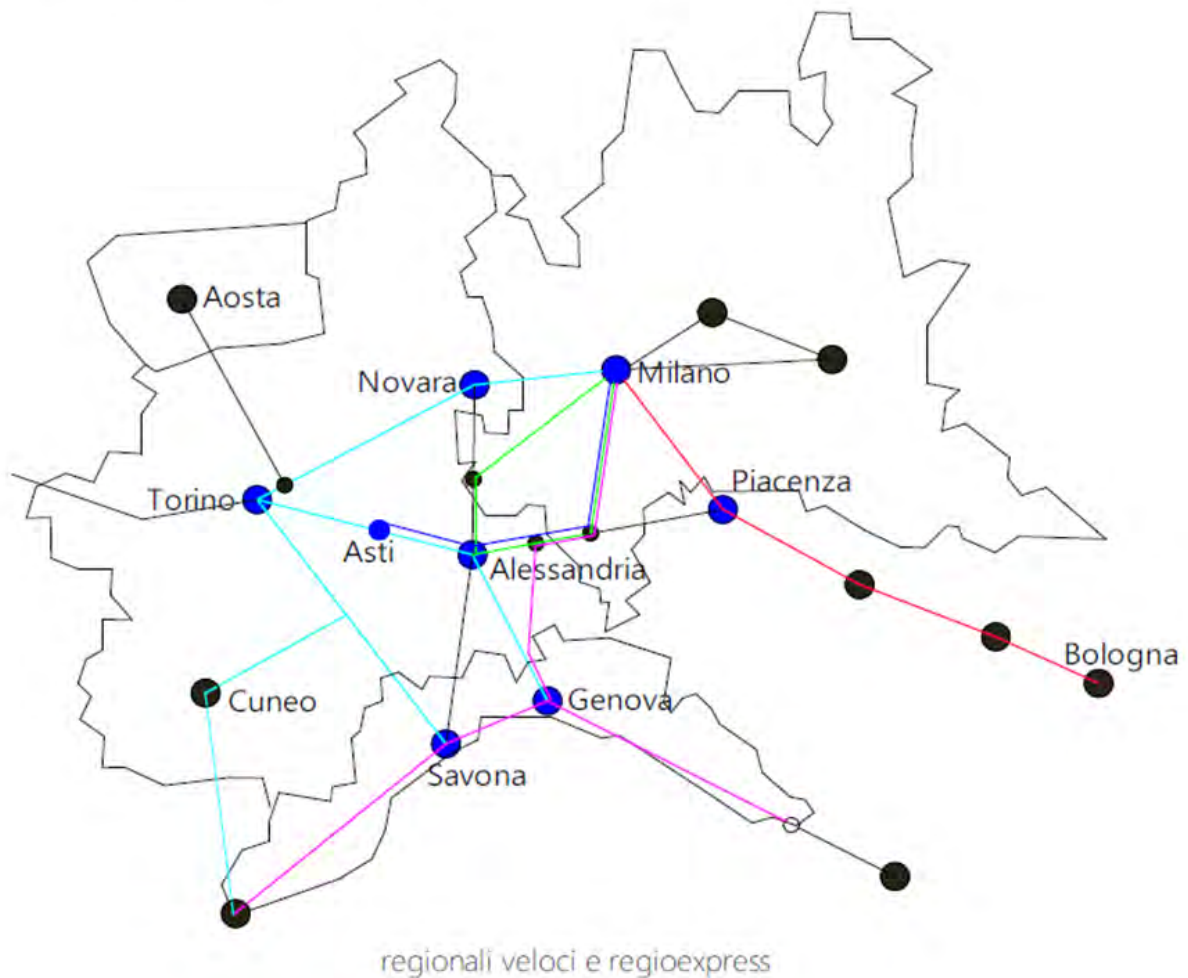 Aosta
Novara
Milano
Torino
Piacenza
Asti
Alessandria
Cuneo
Genova
Bologna
Savona
regionali veloci e regioexpress